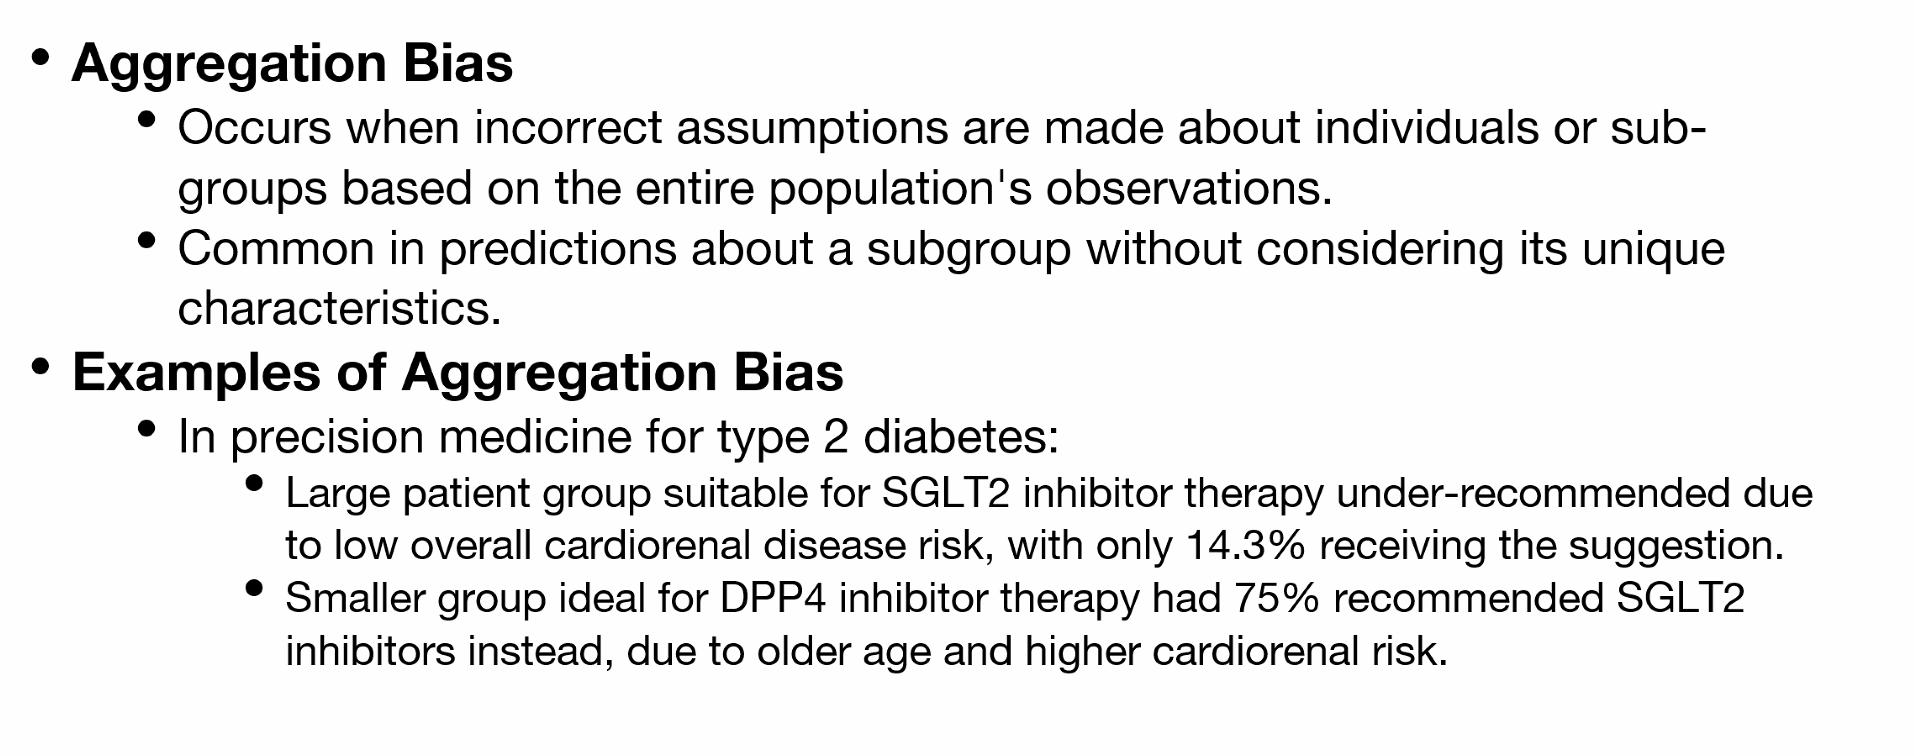 • Aggregation Bias
• Occurs when incorrect assumptions are made about individuals or sub-
groups based on the entire population's observations.
• Common in predictions about a subgroup without considering its unique
characteristics.
• Examples of Aggregation Bias
• In precision medicine for type 2 diabetes:
• Large patient group suitable for SGLT2 inhibitor therapy under-recommended due
to low overall cardiorenal disease risk, with only 14.3% receiving the suggestion.
• Smaller group ideal for DPP4 inhibitor therapy had 75% recommended SGLT2
inhibitors instead, due to older age and higher cardiorenal risk.